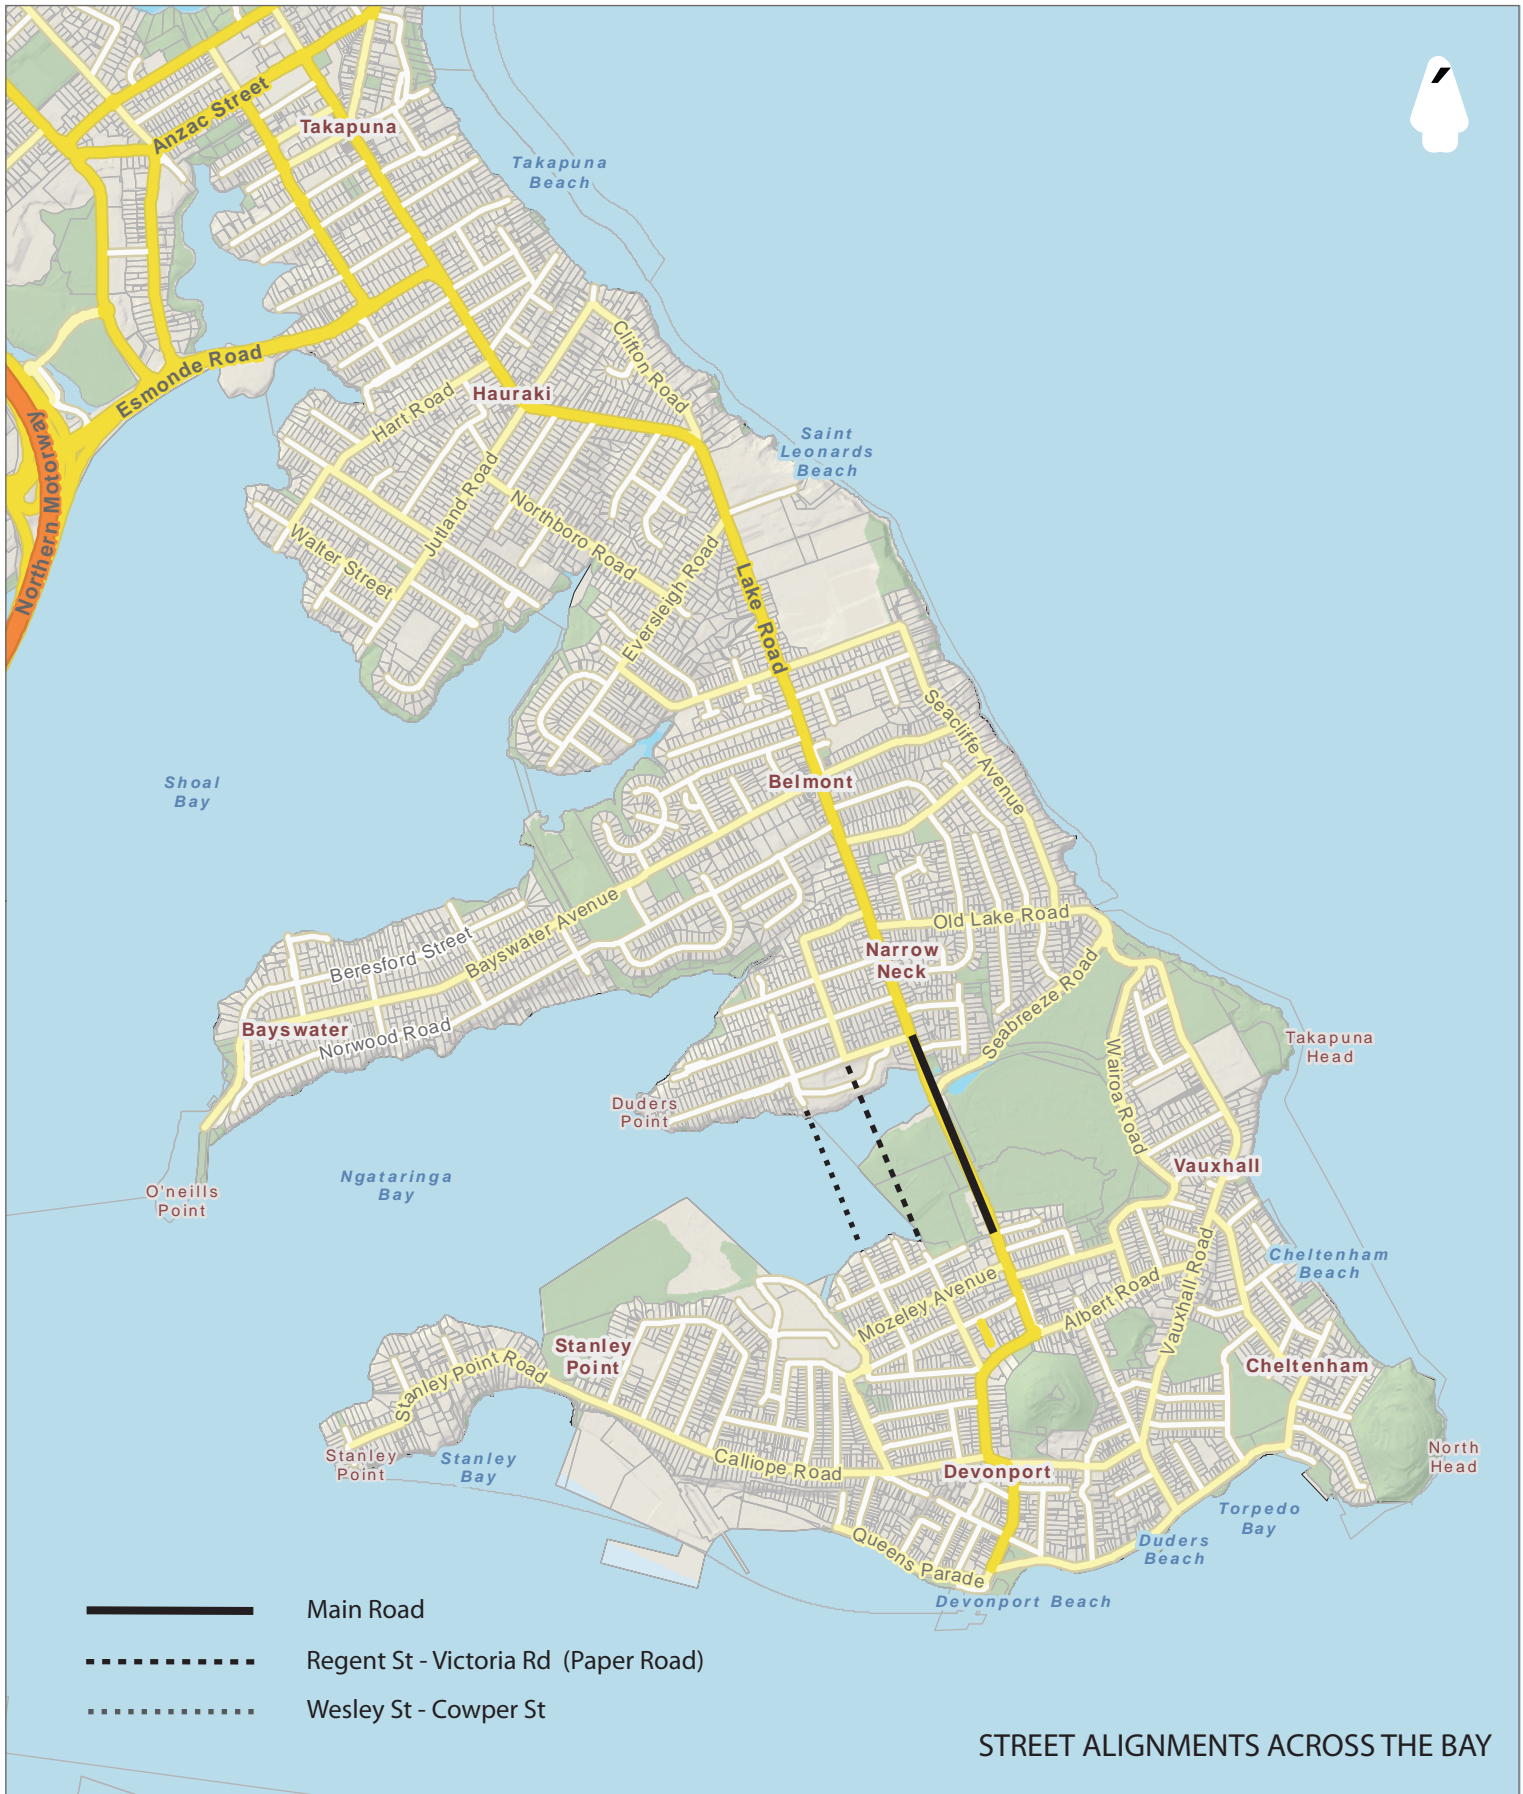 Anzac Street
Takapuna
Takapuna
Beach
Esmonde Road
Northern Motorway
Clifton Road
Hauraki
Hart Road
Saint
Leonards
Beach
Jutland Road
Northboro Road
Walter Street
Eversleigh Road
Lake Road
Seacliffe Avenue
Shoal
Bay
Belmont
Old Lake Road
Bayswater Avenue
Beresford Street
Narrow
Neck
Seabreeze Road
Bayswater
Norwood Road
Wairoa Road
Takapuna
Head
Duders
Point
Vauxhall
Ngataringa
Bay
O'neills
Point
Cheltenham
Beach
Vauxhall Road
Albert Road
Mozeley Avenue
Stanley
Point
Cheltenham
Stanley Point Road
Stanley
Point
Stanley
Bay
Calliope Road
Devonport
North
Head
Torpedo
Bay
Duders
Beach
Queens Parade
Devonport Beach
Main Road
Regent St - Victoria Rd (Paper Road)
Wesley St - Cowper St
STREET ALIGNMENTS ACROSS THE BAY